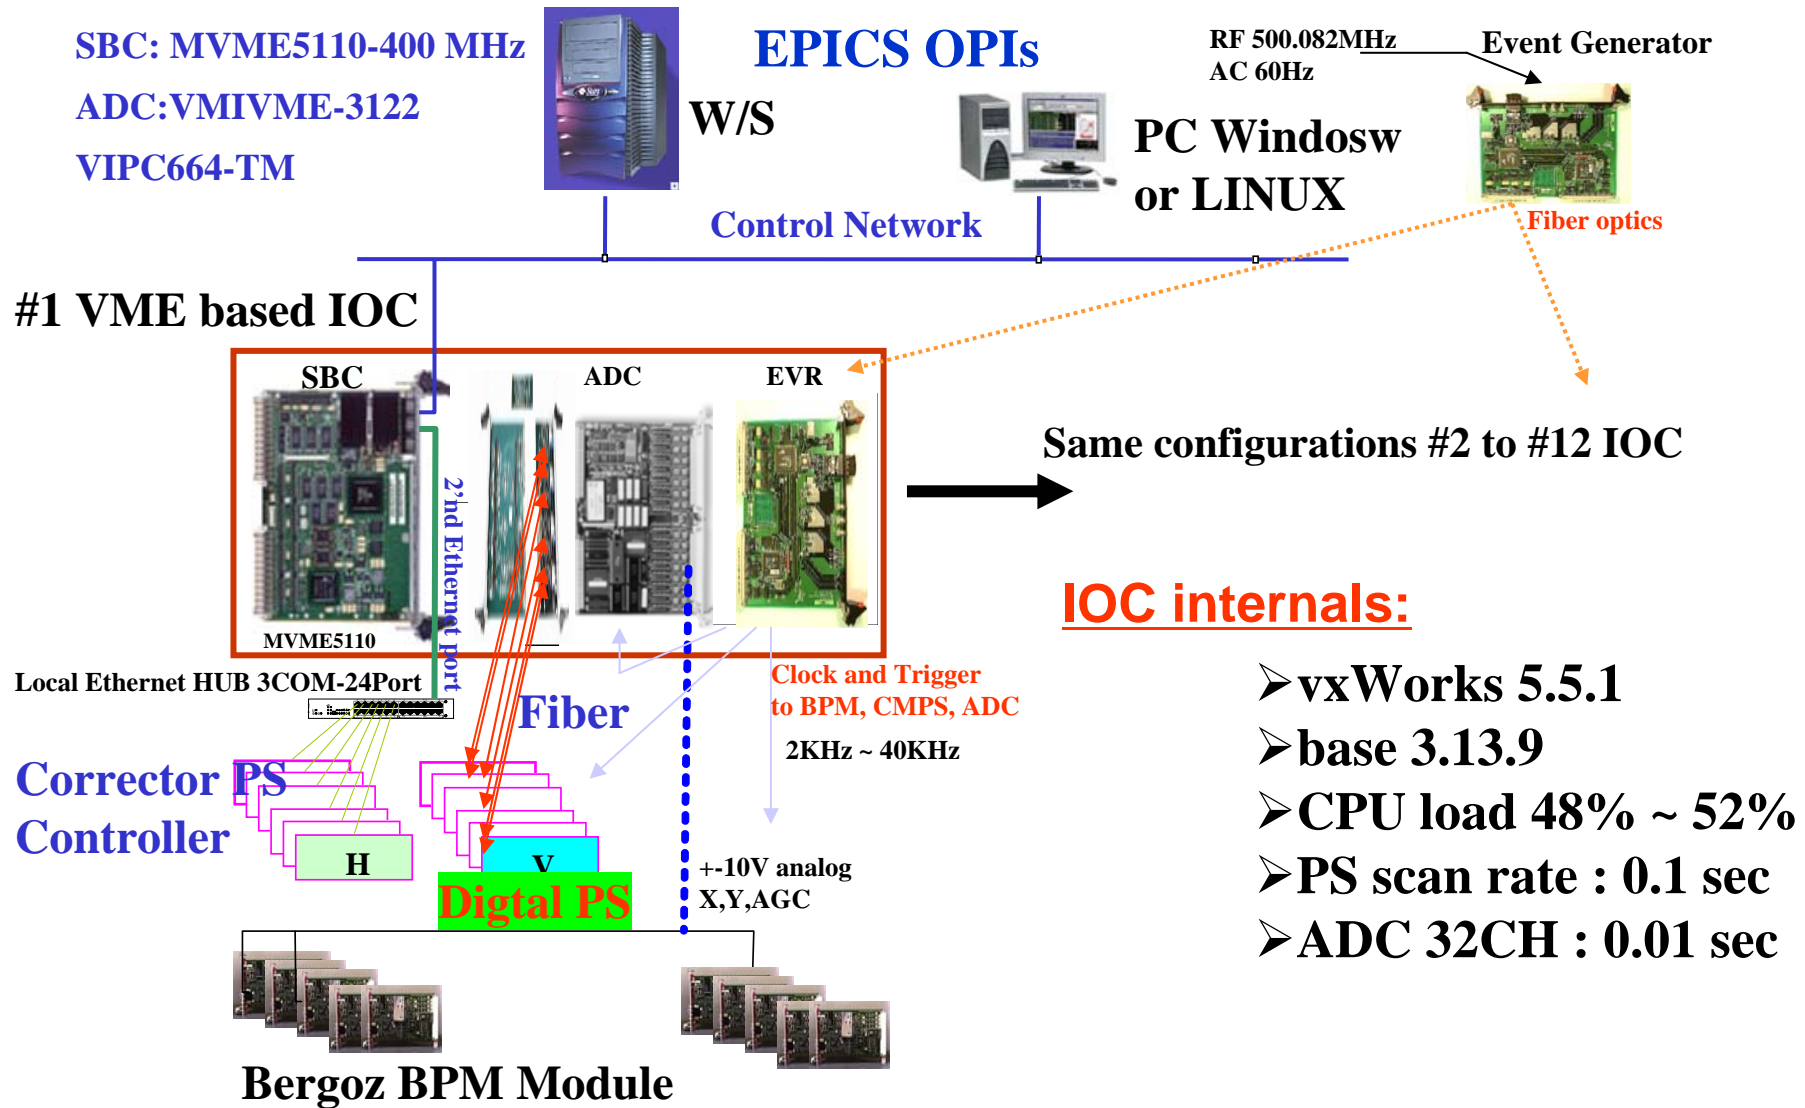 SBC: MVME5110-400 MHz
ADC:VMIVME-3122
VIPC664-TM
EPICS OPIs
W/S
PC Windosw
or LINUX
RF 500.082MHz
AC 60Hz
Event Generator
Fiber optics
Control Network
#1 VME based IOC
SBC
ADC
EVR
2’nd Ethernet port
MVME5110
Same configurations #2 to #12 IOC
Local Ethernet HUB 3COM-24Port
Fiber
Clock and Trigger
to BPM, CMPS, ADC
2KHz ~ 40KHz
Corrector PS
Controller
H
V
Digtal PS
+-10V analog
X,Y,AGC
Bergoz BPM Module
IOC internals:
➢vxWorks 5.5.1
➢base 3.13.9
➢CPU load 48% ~ 52%
➢PS scan rate : 0.1 sec
➢ADC 32CH : 0.01 sec